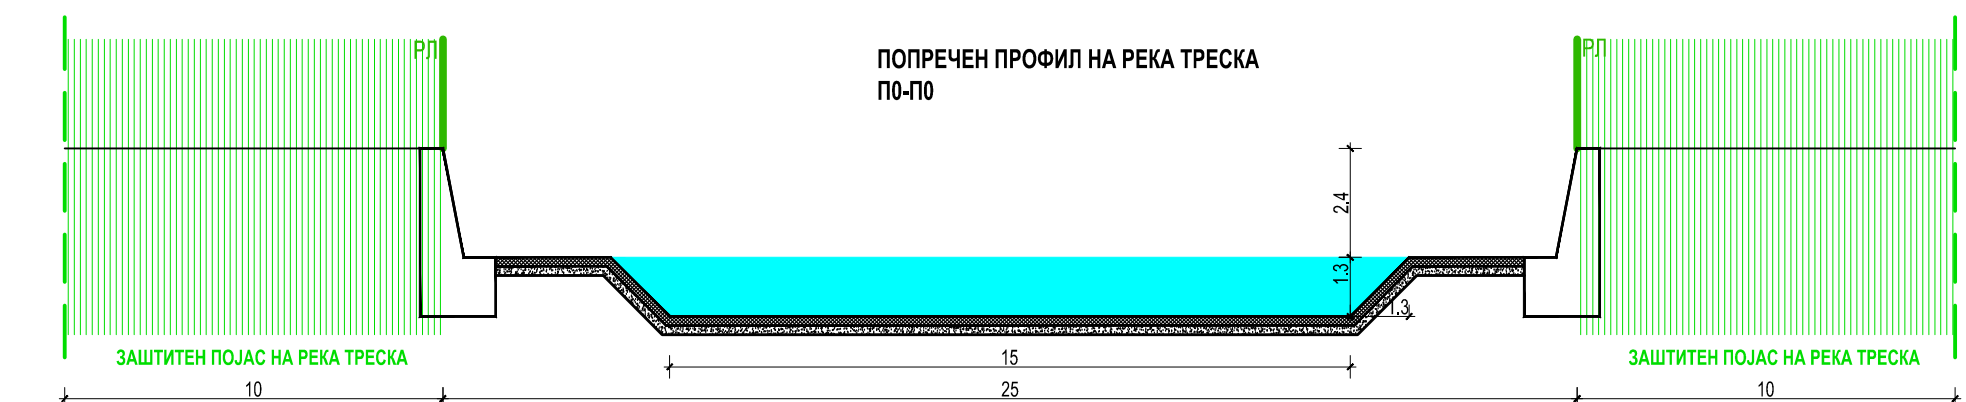 РЛ
ПОПРЕЧЕН ПРОФИЛ НА РЕКА ТРЕСКА
П0-П0
РЛ
2.4
1.3
1.3
ЗАШТИТЕН ПОЈАС НА РЕКА ТРЕСКА
15
ЗАШТИТЕН ПОЈАС НА РЕКА ТРЕСКА
10
25
10